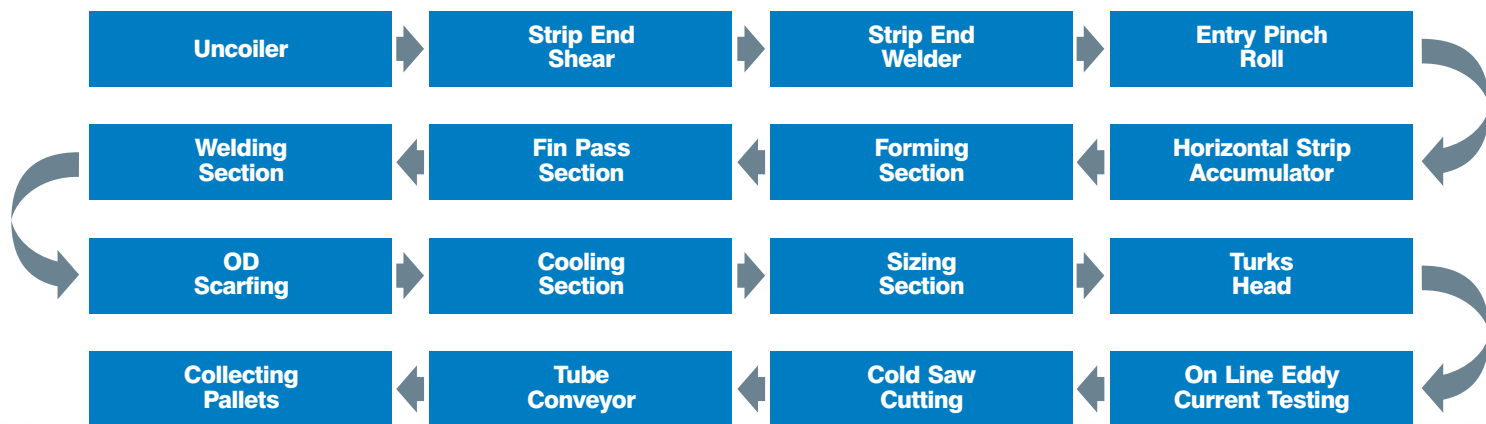 Uncoiler
Strip End
Shear
Strip End
Welder
Entry Pinch
Roll
Horizontal Strip
Accumulator
Forming
Section
Fin Pass
Section
Welding
Section
OD
Scarfing
Cooling
Section
Sizing
Section
Turks
Head
On Line Eddy
Current Testing
Cold Saw
Cutting
Tube
Conveyor
Collecting
Pallets